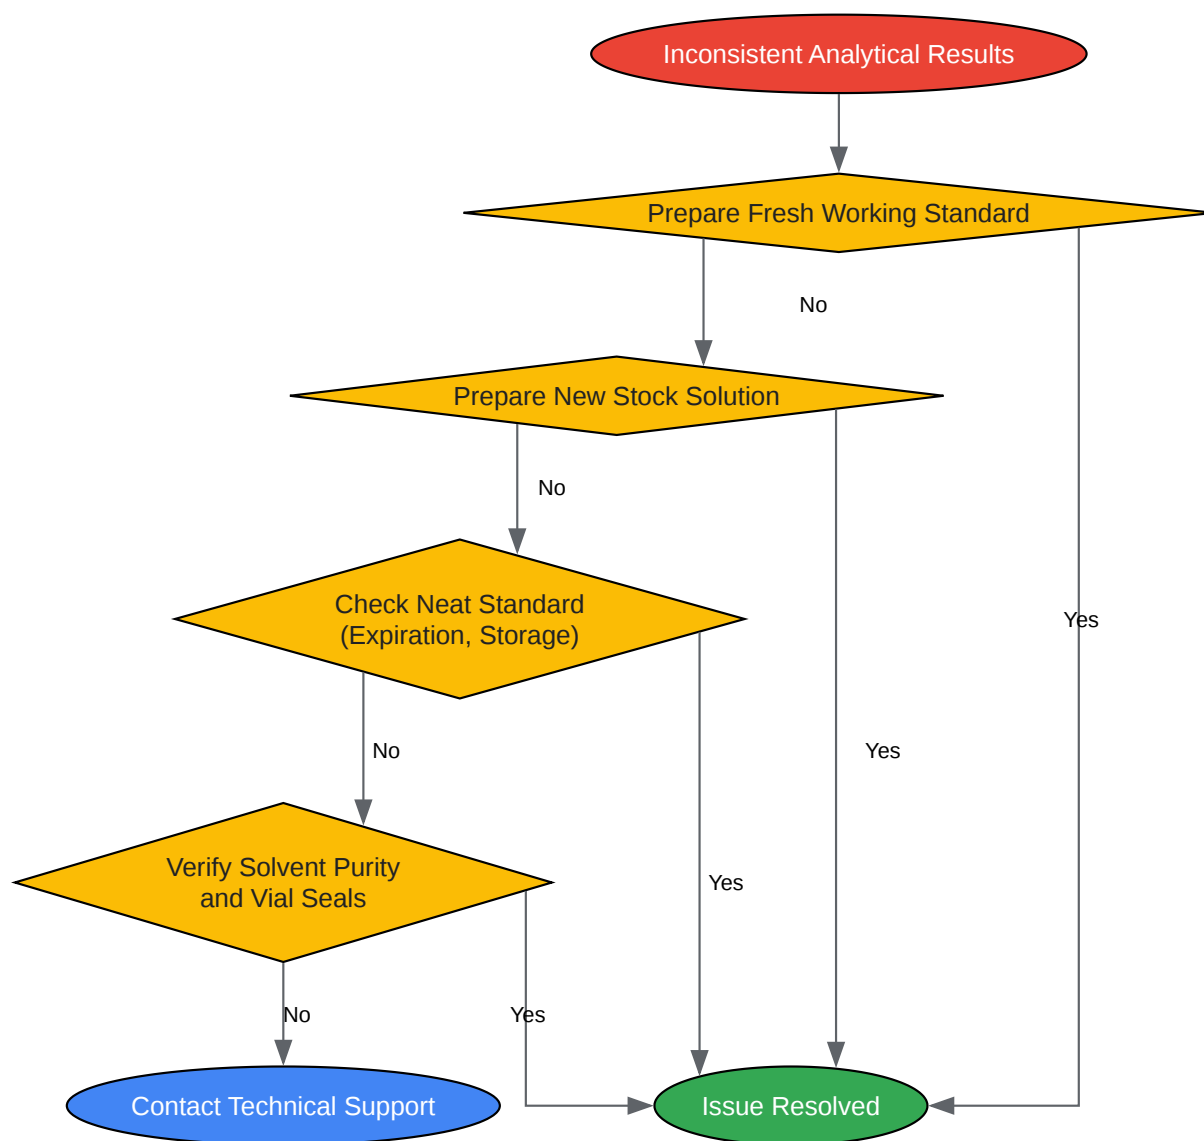 Inconsistent Analytical Results
Prepare Fresh Working Standard
No
Prepare New Stock Solution
No
Check Neat Standard
(Expiration, Storage)
Yes
No
Yes
Verify Solvent Purity
and Vial Seals
Yes
No
Yes
Contact Technical Support
Issue Resolved